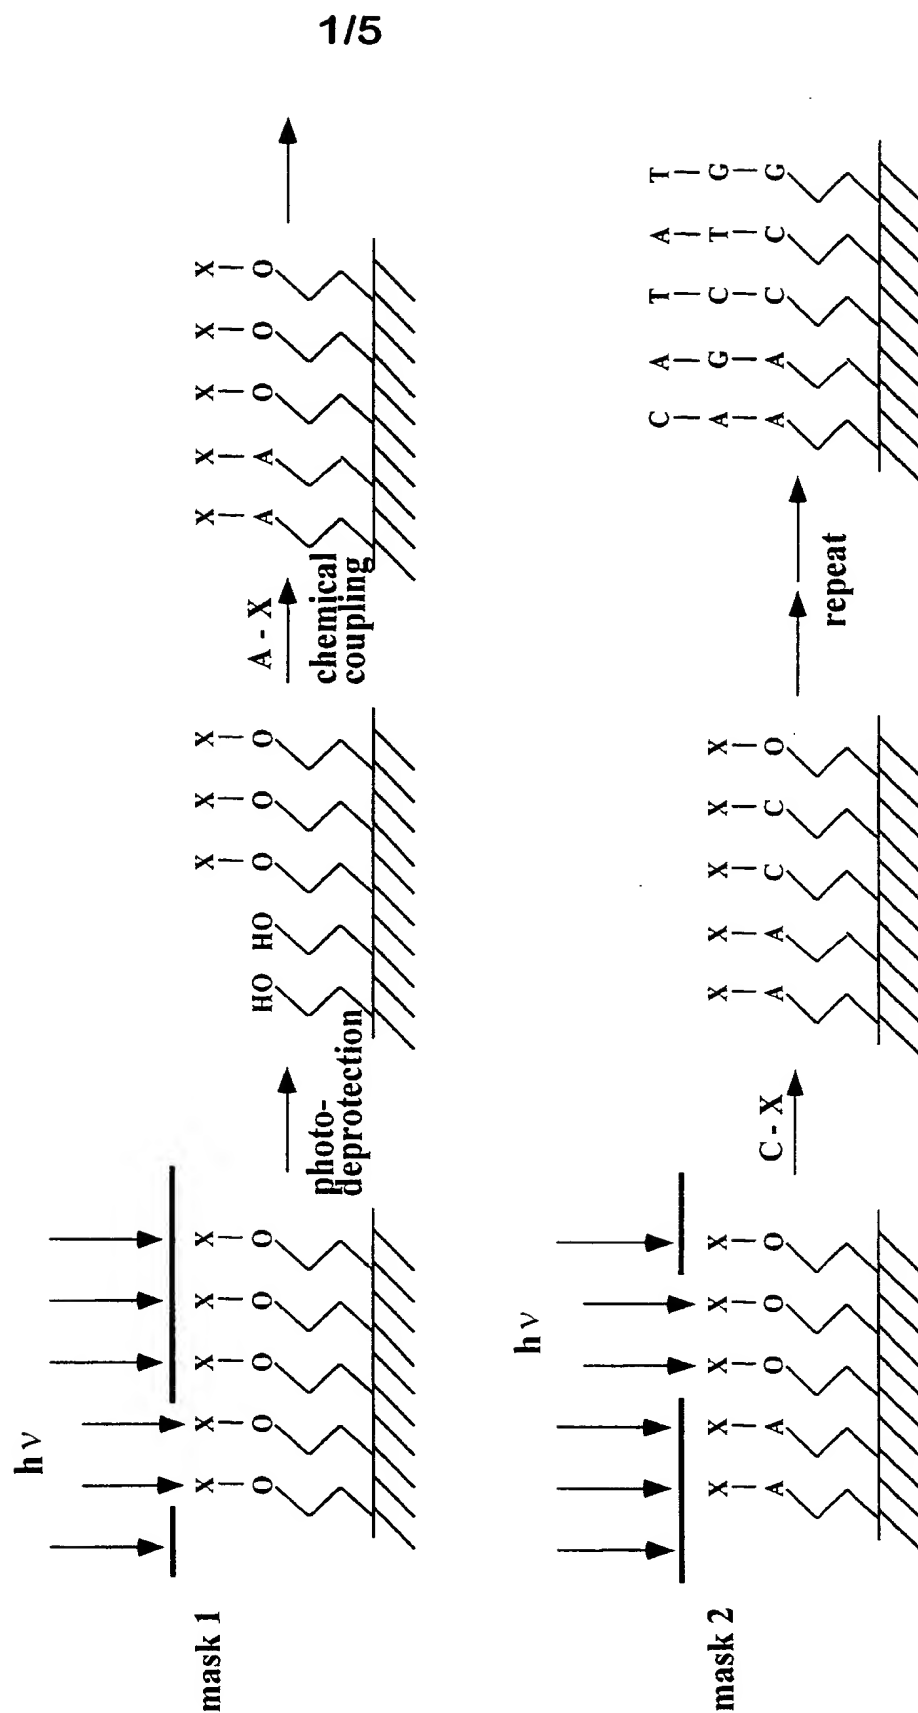 1/5
hν
mask 1
X X X X X
O O O O O
photo-
deprotection
X X X
HO HO O O O
A - X
chemical
coupling
X X X X X
A A O O O
hν
mask 2
X X X X X
A A O O O
C - X
X X X X X
A A C C O
repeat
C A T A T
A G C T G
A A C C G